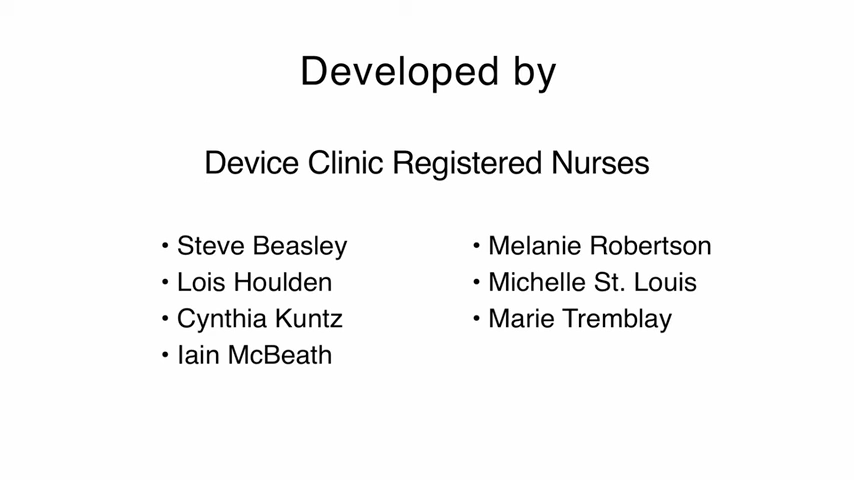 Developed by
Device Clinic Registered Nurses
• Steve Beasley
• Lois Houlden
• Cynthia Kuntz
• Iain McBeath
• Melanie Robertson
• Michelle St. Louis
• Marie Tremblay